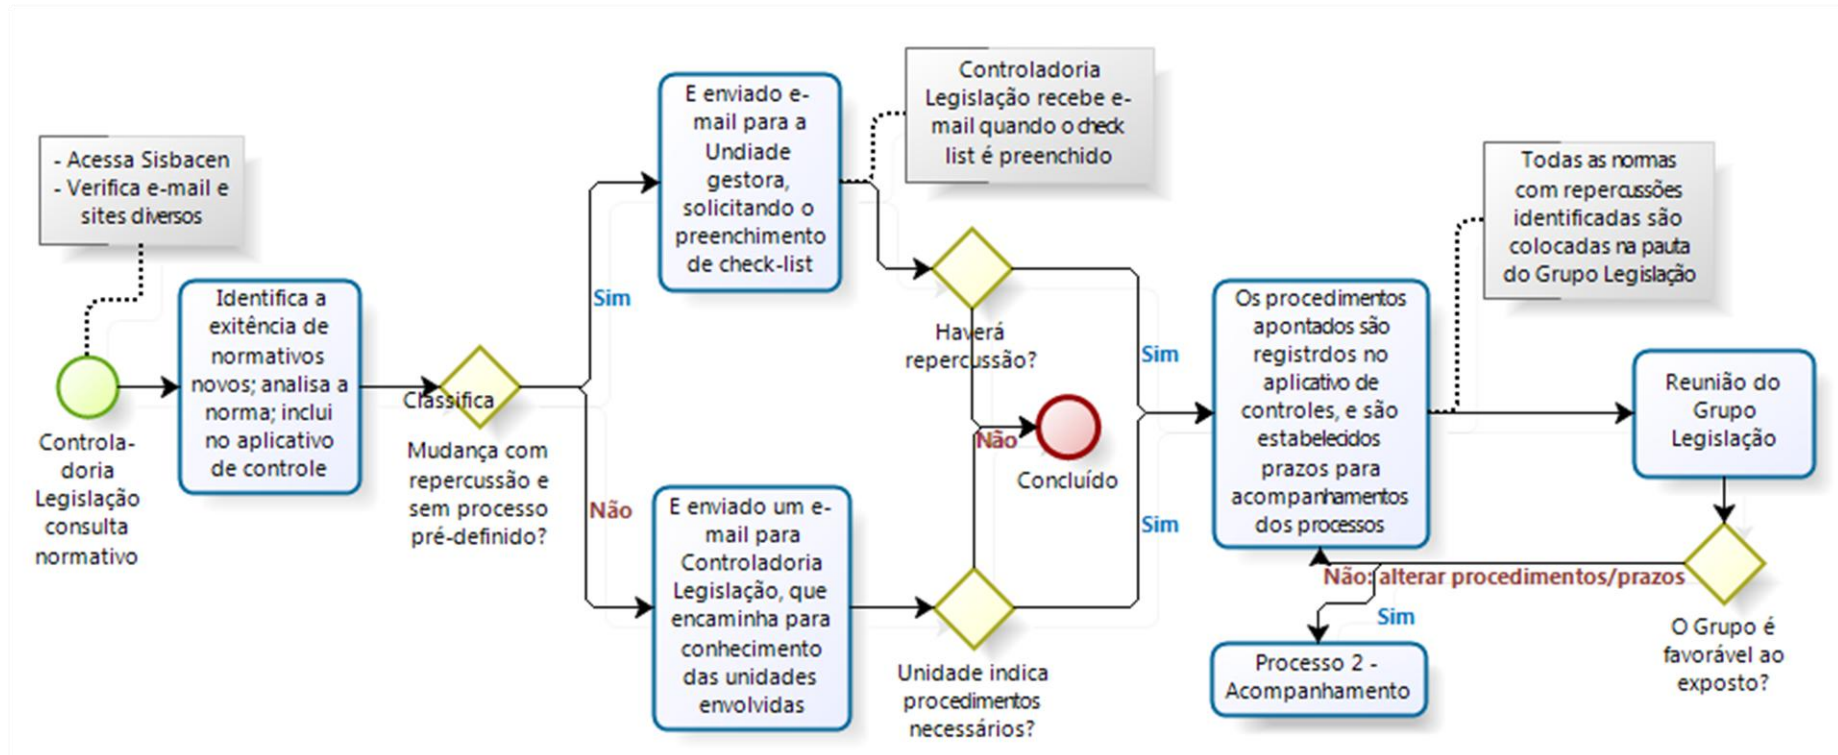 - Acessa Sisbacen
- Verifica e-mail e
sites diversos
Controla-
doria
Legislação
consulta
normativo
Identifica a
exitência de
normativos
novos; analisa a
norma; inclui
no aplicativo
de controle
Classifica
Mudança com
repercussão e
sem processo
pré-definido?
Sim
Não
E enviado e-
mail para a
Undiade
gestora,
solicitando o
preenchimento
de check-list
Controladoria
Legislação recebe e-
mail quando o check
list é preenchido
E enviado um e-
mail para
Controladoria
Legislação, que
encaminha para
conhecimento
das unidades
envolvidas
Haverá
repercussão?
Não
Concluído
Unidade indica
procedimentos
necessários?
Sim
Sim
Os procedimentos
apontados são
registrdos no
aplicativo de
controles, e são
estabelecidos
prazos para
acompanhamentos
dos processos
Todas as normas
com repercussões
identificadas são
colocadas na pauta
do Grupo Legislação
Reunião do
Grupo
Legislação
Não: alterar procedimentos/prazos
Sim
O Grupo é
favorável ao
exposto?
Processo 2 -
Acompanhamento